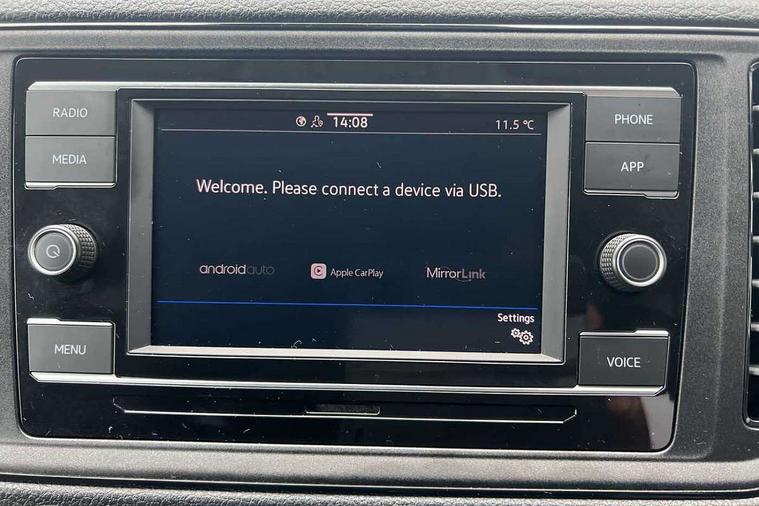 RADIO
MEDIA
MENU
14:08
11.5 °C
Welcome. Please connect a device via USB.
androidauto
Apple CarPlay
MirrorLink
Settings
PHONE
APP
VOICE